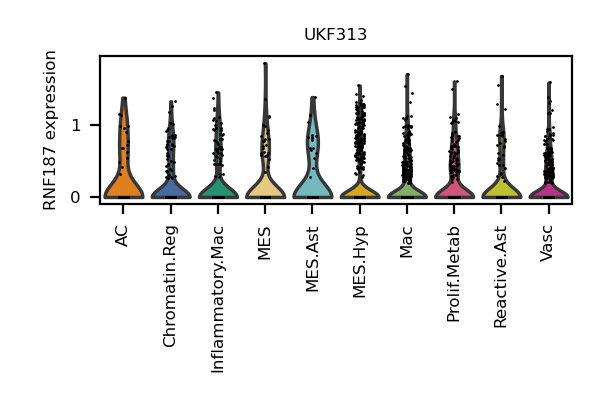 UKF313
RNF187 expression
1
0
AC
Chromatin.Reg
Inflammatory.Mac
MES
MES.Ast
MES.Hyp
Mac
Prolif.Metab
Reactive.Ast
Vasc